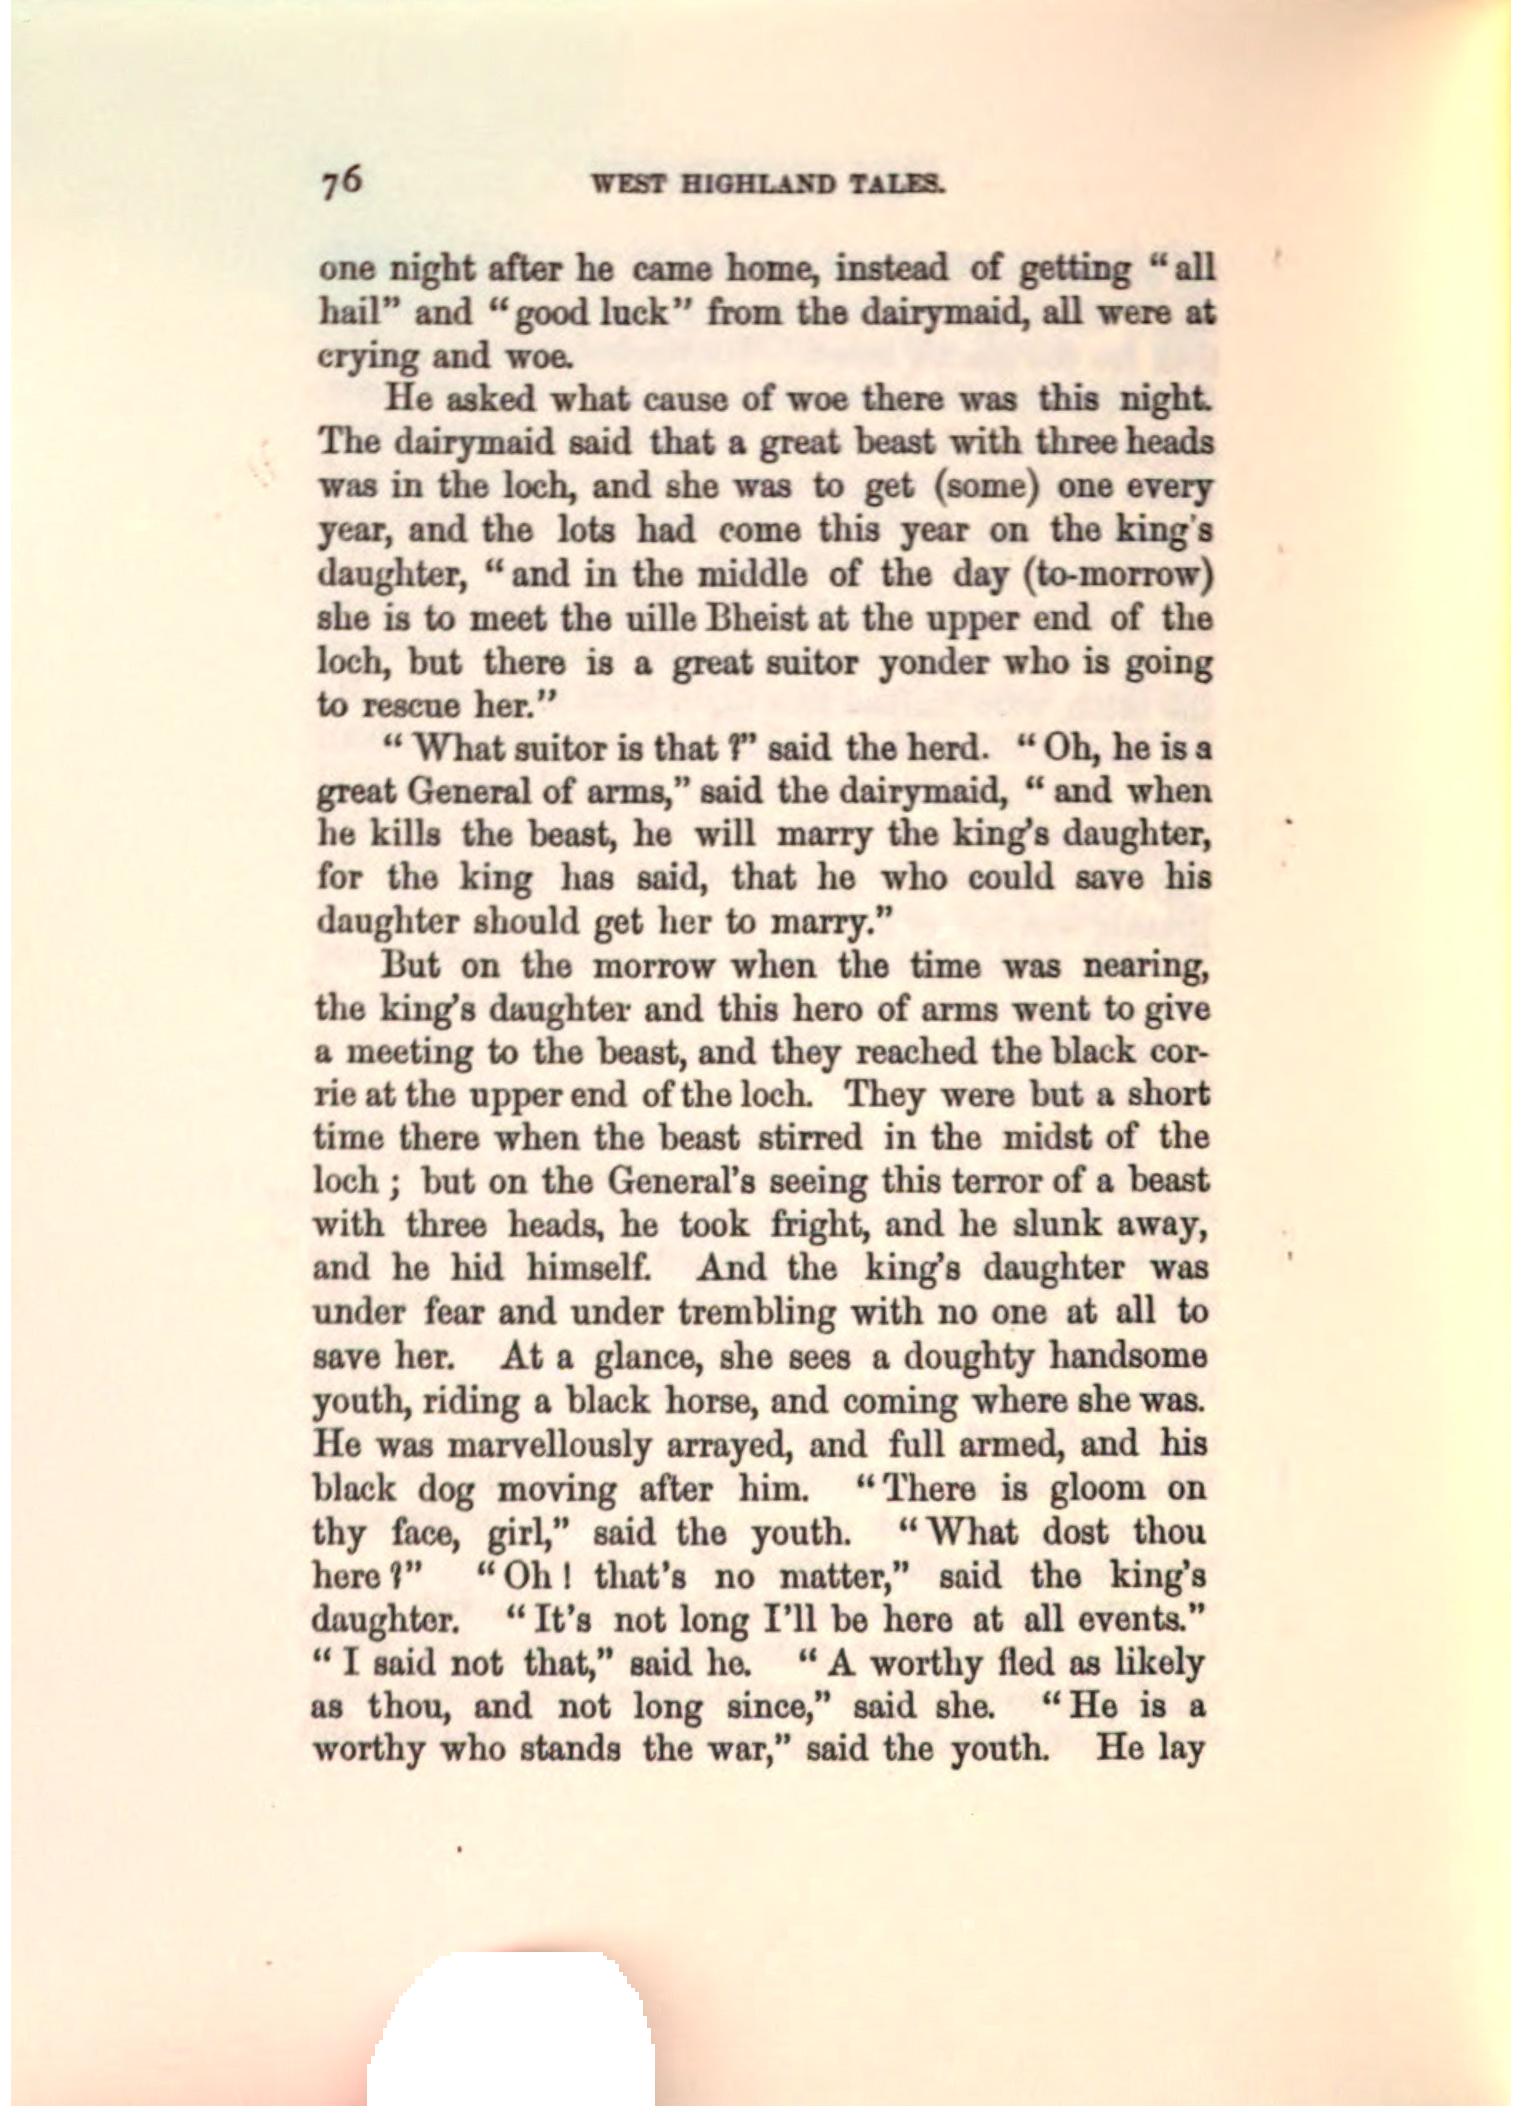 76 WEST HIGHLAND TALES.
one night after he came home, instead of getting “all
hail” and “good luck” from the dairymaid, all were at
crying and woe.
He asked what cause of woe there was this night.
The dairymaid said that a great beast with three heads
was in the loch, and she was to get (some) one every
year, and the lots had come this year on the king's
daughter, “and in the middle of the day (to-morrow)
she is to meet the uille Bheist at the upper end of the
loch, but there is a great suitor yonder who is going
to rescue her.”
“What suitor is that?” said the herd. “Oh, he is a
great General of arms,” said the dairymaid, “and when
he kills the beast, he will marry the king’s daughter,
for the king has said, that he who could save his
daughter should get her to marry.”
But on the morrow when the time was nearing,
the king’s daughter and this hero of arms went to give
a meeting to the beast, and they reached the black cor-
rie at the upper end of the loch. They were but a short
time there when the beast stirred in the midst of the
loch; but on the General’s seeing this terror of a beast
with three heads, he took fright, and he slunk away,
and he hid himself. And the king’s daughter was
under fear and under trembling with no one at all to
save her. At a glance, she sees a doughty handsome
youth, riding a black horse, and coming where she was.
He was marvellously arrayed, and full armed, and his
black dog moving after him. “There is gloom on
thy face, girl,” said the youth. “What dost thou
here?” “Oh! that’s no matter,” said the king’s
daughter. “It’s not long I’ll be here at all events.”
“I said not that,” said he. “A worthy fled as likely
as thou, and not long since,” said she. “He is a
worthy who stands the war,” said the youth. He lay